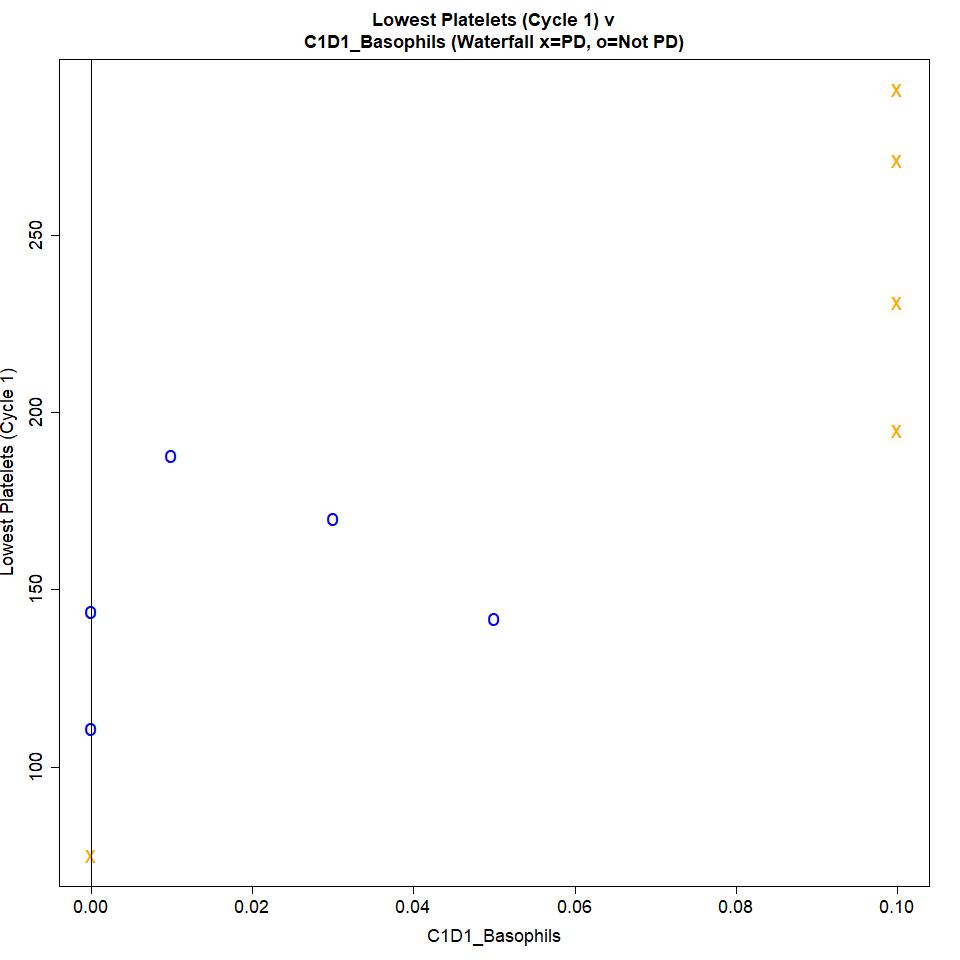 Lowest Platelets (Cycle 1) v
C1D1_Basophils (Waterfall x=PD, o=Not PD)
Lowest Platelets (Cycle 1)
250
200
150
100
X
X
X
X
O
O
O
O
O
X
0.00 0.02 0.04 0.06 0.08 0.10
C1D1_Basophils